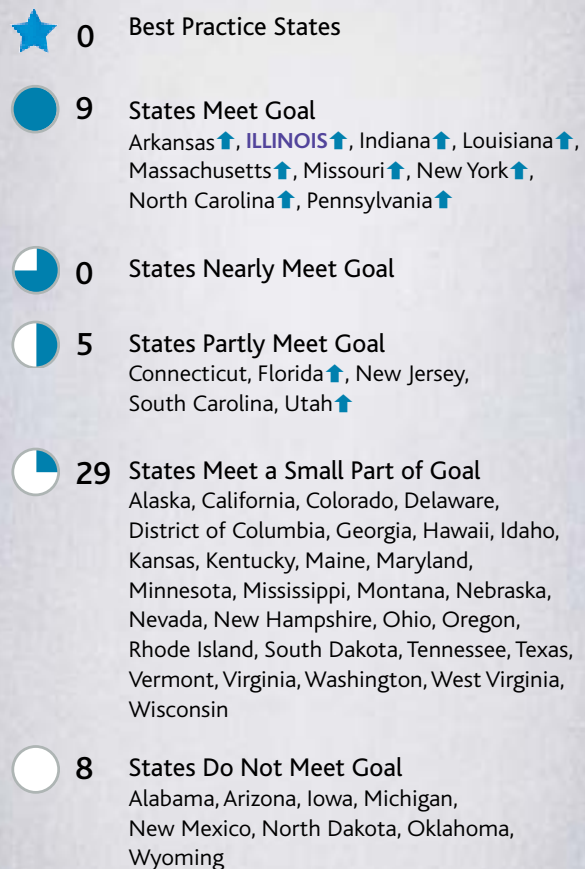 0 Best Practice States
9 States Meet Goal
Arkansas⬆, ILLINOIS⬆, Indiana⬆, Louisiana⬆,
Massachusetts⬆, Missouri⬆, New York⬆,
North Carolina⬆, Pennsylvania⬆
0 States Nearly Meet Goal
5 States Partly Meet Goal
Connecticut, Florida⬆, New Jersey,
South Carolina, Utah⬆
29 States Meet a Small Part of Goal
Alaska, California, Colorado, Delaware,
District of Columbia, Georgia, Hawaii, Idaho,
Kansas, Kentucky, Maine, Maryland,
Minnesota, Mississippi, Montana, Nebraska,
Nevada, New Hampshire, Ohio, Oregon,
Rhode Island, South Dakota, Tennessee, Texas,
Vermont, Virginia, Washington, West Virginia,
Wisconsin
8 States Do Not Meet Goal
Alabama, Arizona, Iowa, Michigan,
New Mexico, North Dakota, Oklahoma,
Wyoming